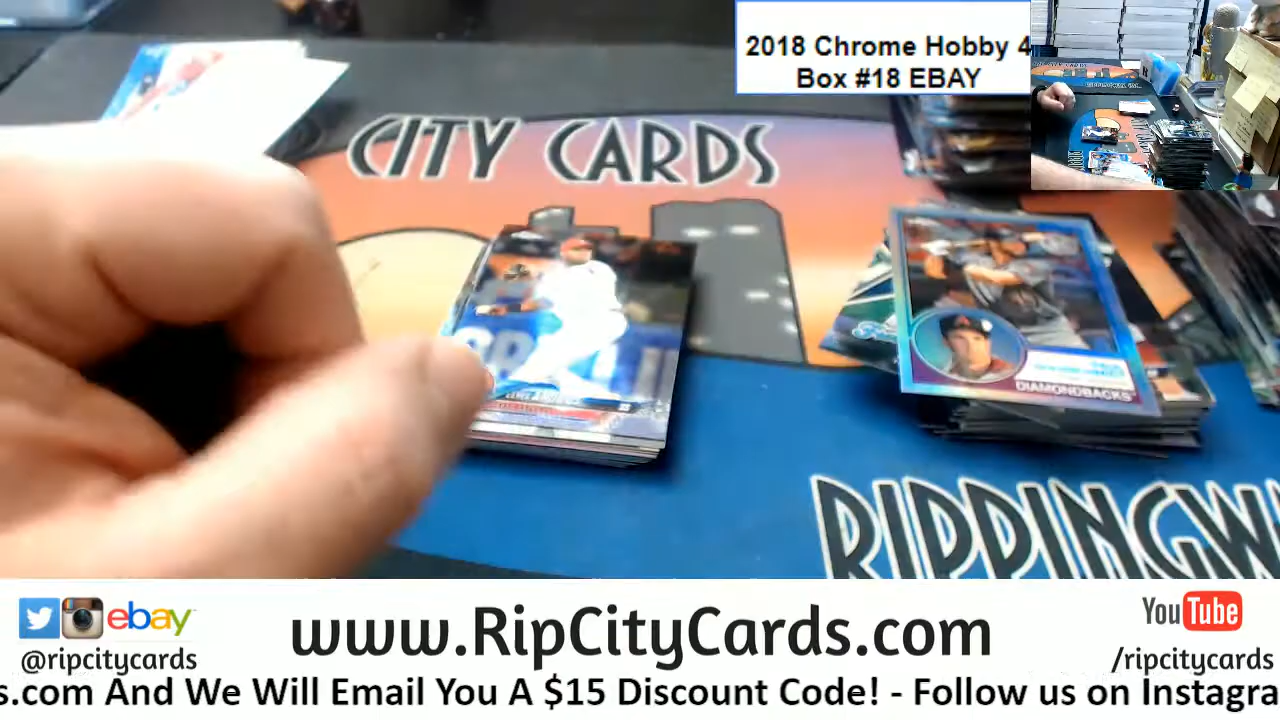 2018 Chrome Hobby 4
Box #18 EBAY
CITY CARDS
DIAMONDBACKS
RIPPINGW
ebay
www.RipCityCards.com
YouTube
@ripcitycards
/ripcitycards
s.com And We Will Email You A $15 Discount Code! - Follow us on Instagra